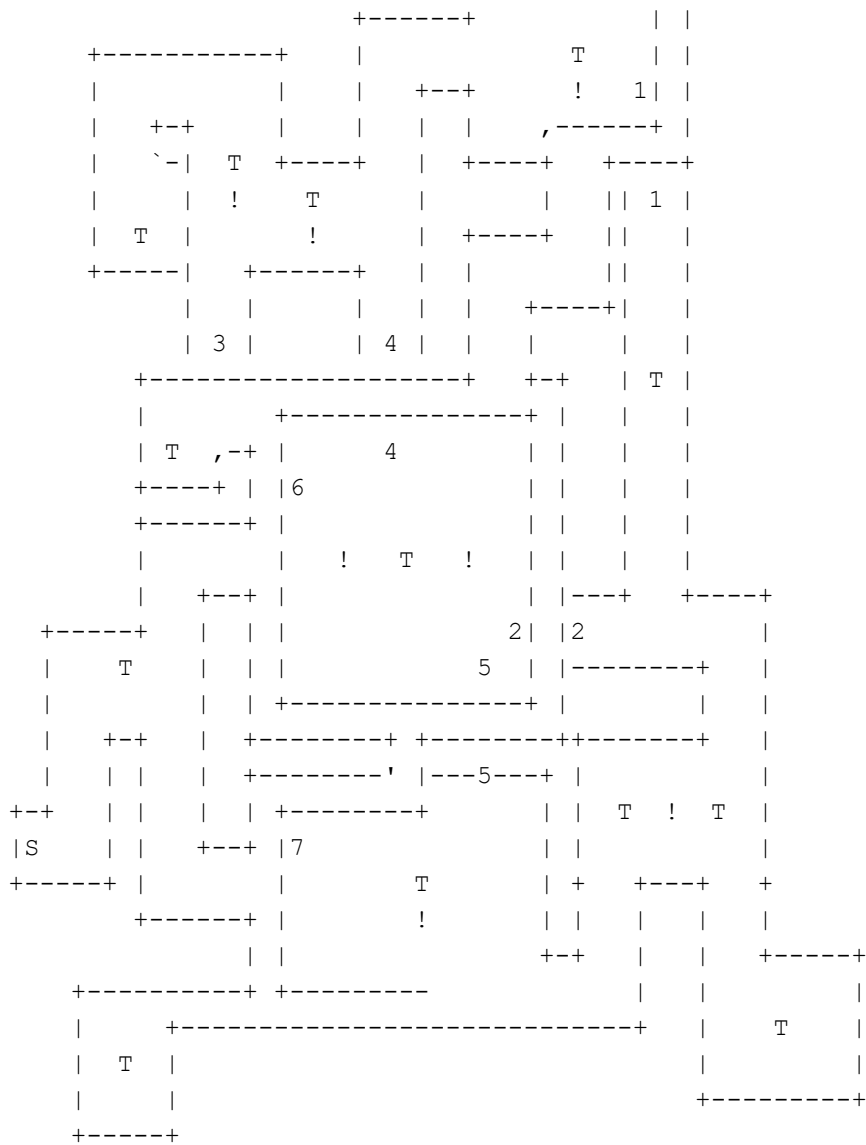 +------+           | |
     +-----------+    |             T    | |
     |           |    |   +--+      !   1| |
     |   +-+     |    |   |  |    ,------+ |
     |   `-|  T  +----+   |  +----+   +----+
     |     |  !   T       |       |   || 1 |
     |  T  |      !       |  +----+   ||   |
     +-----|   +------+   |  |        ||   |
           |   |      |   |  |   +----+|   |
           | 3 |      | 4 |  |   |     |   |
        +--------------------+   +-+   | T |
        |        +---------------+ |   |   |
        | T  ,-+ |      4        | |   |   |
        +----+ | |6              | |   |   |
        +------+ |               | |   |   |
        |        |   !   T   !   | |   |   |
        |   +--+ |               | |---+   +----+
  +-----+   |  | |              2| |2           |
  |    T    |  | |            5  | |--------+   |
  |         |  | +---------------+ |        |   |
  |   +-+   |  +--------+ +--------++-------+   |
  |   | |   |  +--------' |---5---+ |           |
+-+   | |   |  | +--------+       | |  T  !  T  |
|S    | |   +--+ |7               | |           |
+-----+ |        |        T       | +   +---+   +
        +------+ |        !       | |   |   |   |
               | |                +-+   |   |   +-----+
    +----------+ +---------             |   |         |
    |     +-----------------------------+   |    T    |
    |  T  |                                 |         |
    |     |                                 +---------+
    +-----+